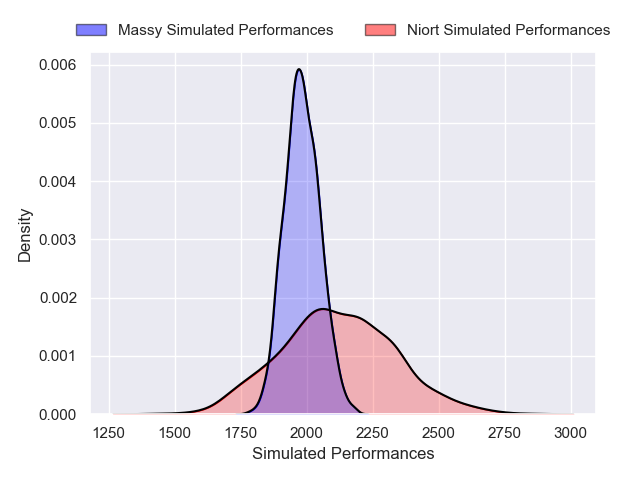 Massy Simulated Performances Niort Simulated Performances
0.006
0.005
0.004
0.003
0.002
0.001
0.000
Density
1250 1500 1750 2000 2250 2500 2750 3000
Simulated Performances